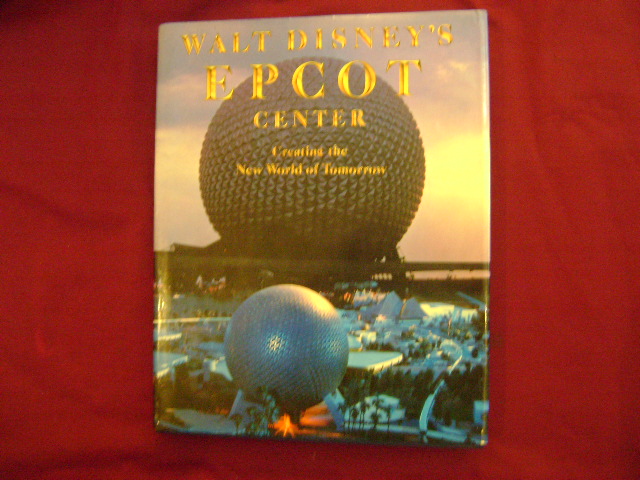 WALT DISNEY'S
EPCOT
CENTER
Creating the
New World of Tomorrow